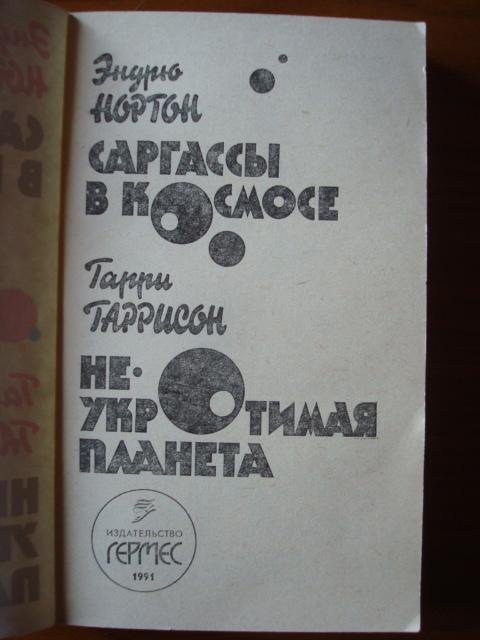 Эндрю
НОРТОН
САРГАССЫ
В КОСМОСЕ
Гарри
ГАРРИСОН
НЕ-
УКРОТИМАЯ
ПЛАНЕТА
ИЗДАТЕЛЬСТВО
ГЕРМЕС
1991